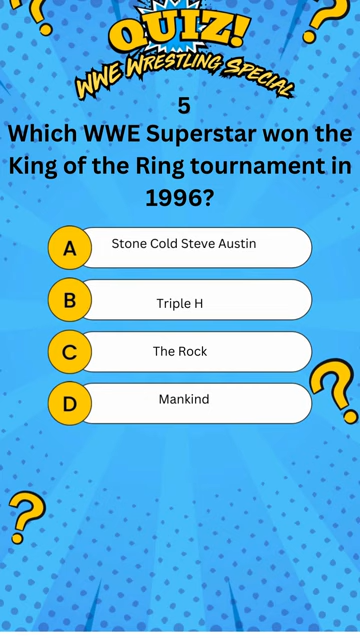 QUIZ!
WWE WRESTLING SPECIAL
5
Which WWE Superstar won the
King of the Ring tournament in
1996?
A Stone Cold Steve Austin
B Triple H
C The Rock
D Mankind